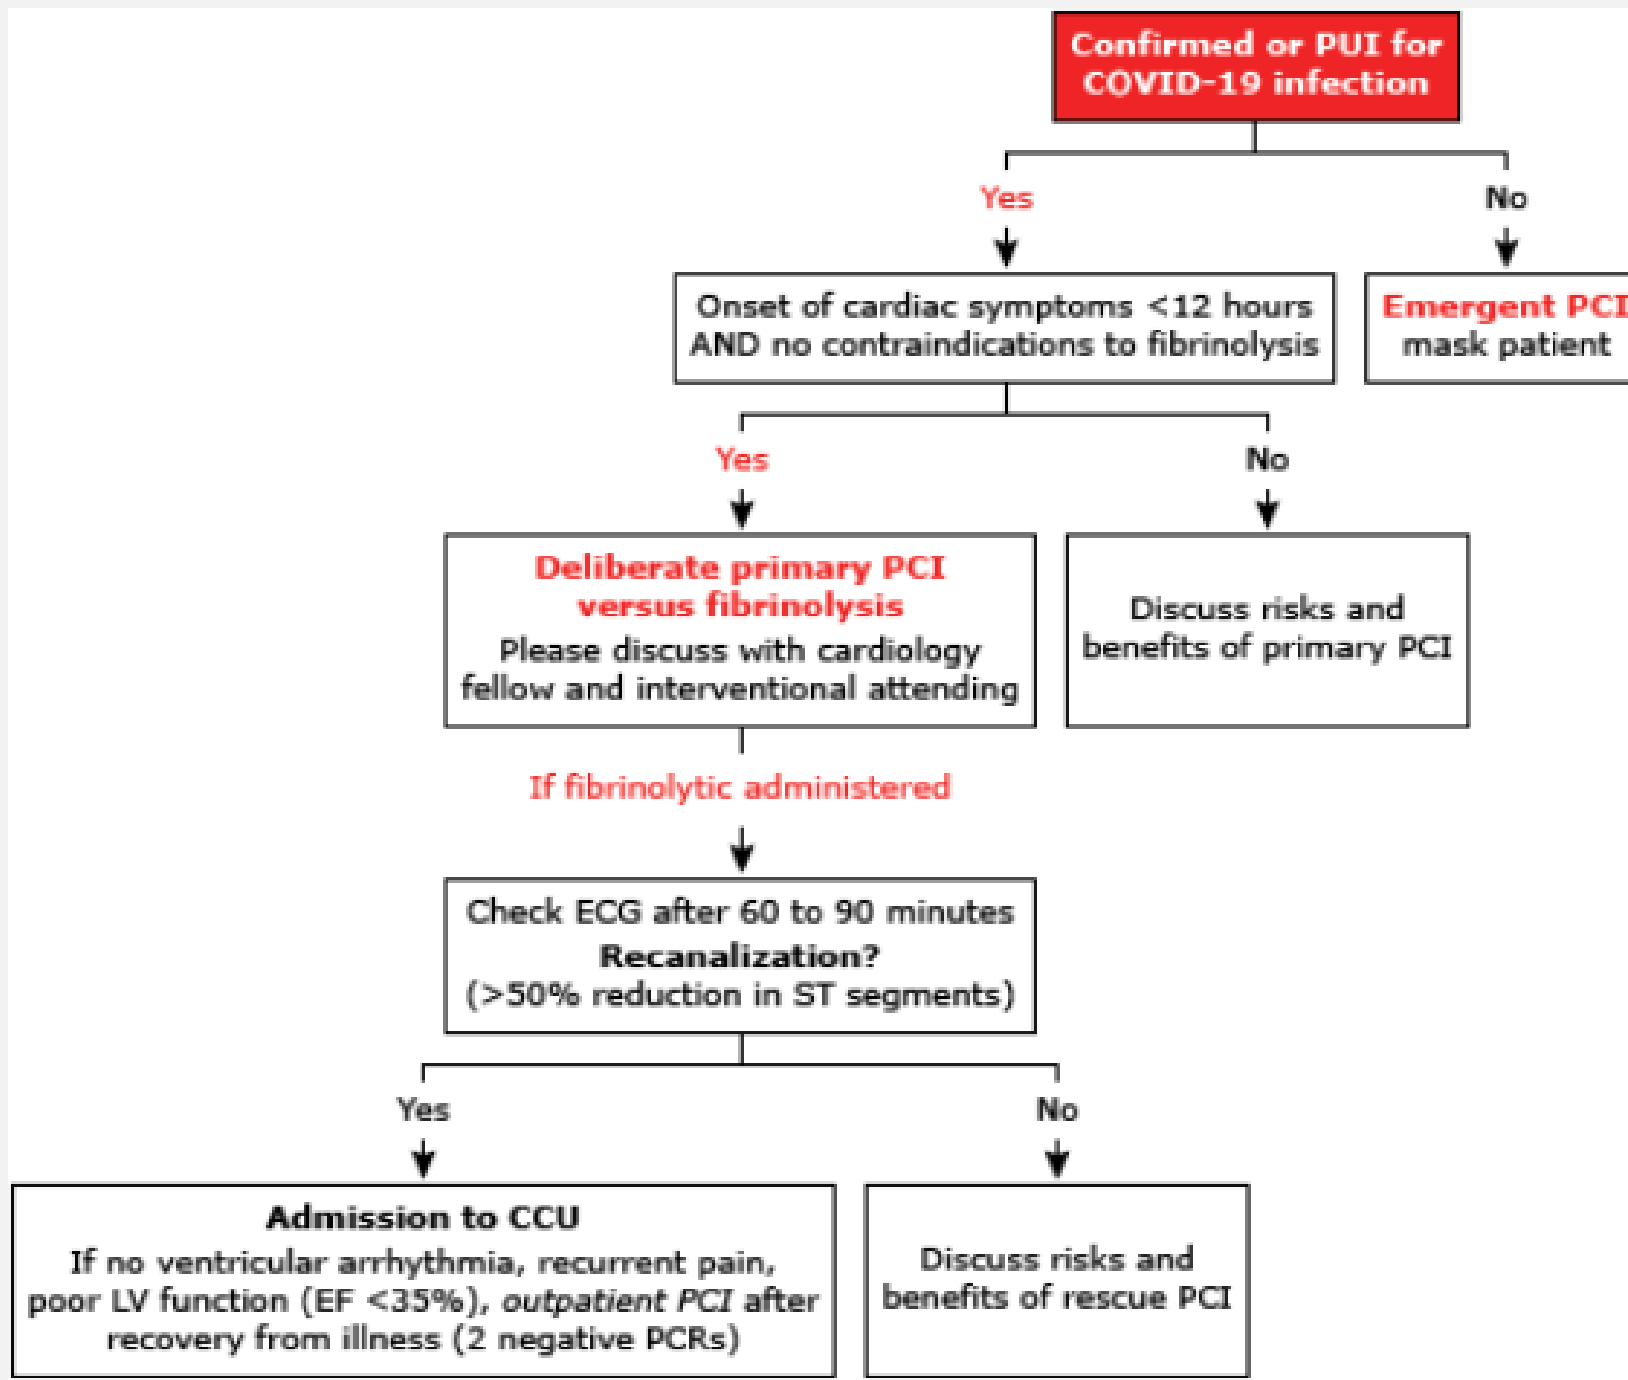 Confirmed or PUI for
COVID-19 infection
Yes
No
Onset of cardiac symptoms <12 hours
AND no contraindications to fibrinolysis
Emergent PCI
mask patient
Yes
No
Deliberate primary PCI
versus fibrinolysis
Please discuss with cardiology
fellow and interventional attending
Discuss risks and
benefits of primary PCI
If fibrinolytic administered
Check ECG after 60 to 90 minutes
Recanalization?
(>50% reduction in ST segments)
Yes
No
Admission to CCU
If no ventricular arrhythmia, recurrent pain,
poor LV function (EF <35%), outpatient PCI after
recovery from illness (2 negative PCRs)
Discuss risks and
benefits of rescue PCI